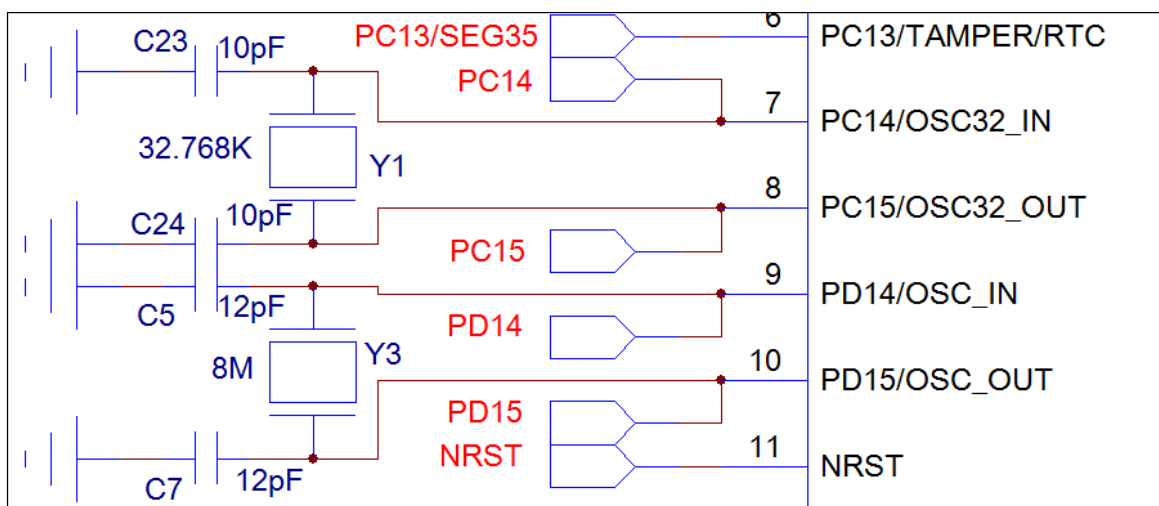 C23
10pF
PC13/SEG35
6
PC13/TAMPER/RTC
PC14
7
PC14/OSC32_IN
32.768K
Y1
8
PC15/OSC32_OUT
C24
10pF
PC15
9
PD14/OSC_IN
C5
12pF
PD14
8M
Y3
10
PD15/OSC_OUT
PD15
NRST
11
NRST
C7
12pF